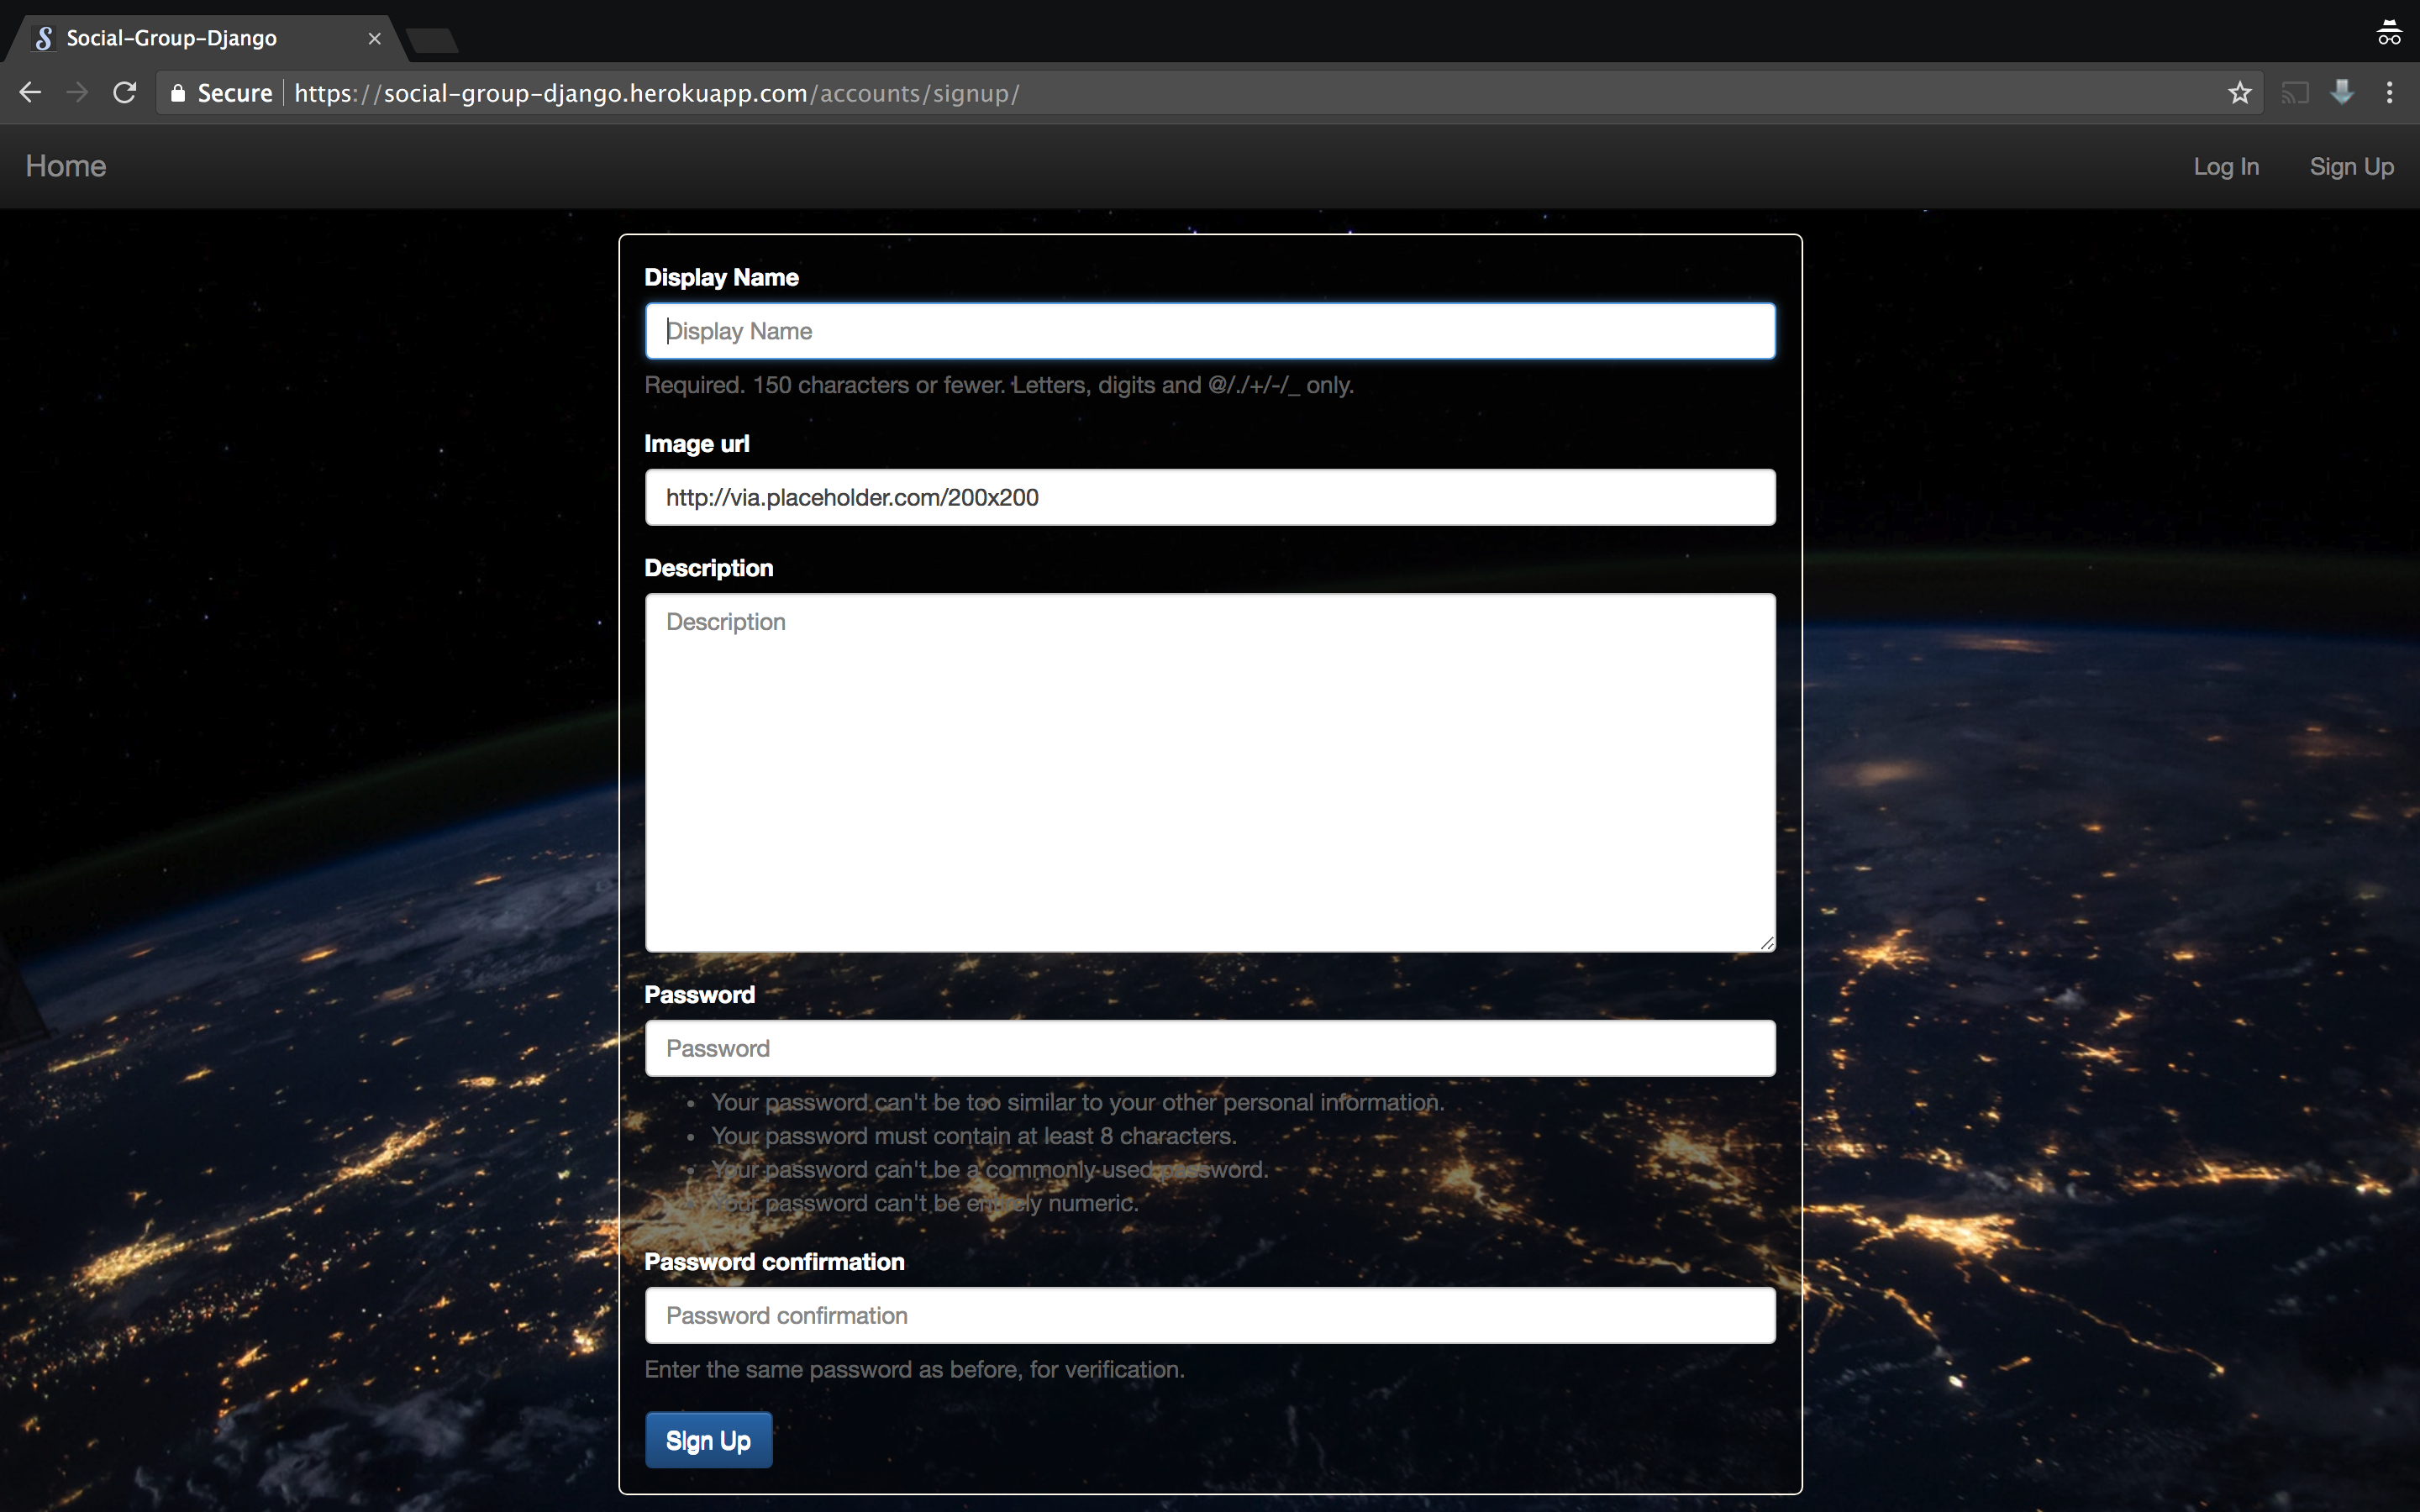 Social-Group-Django
Secure https://social-group-django.herokuapp.com/accounts/signup/
Home Log In Sign Up
Display Name
Display Name
Required. 150 characters or fewer. Letters, digits and @/./+/-/_ only.
Image url
http://via.placeholder.com/200x200
Description
Description
Password
Password
Your password can't be too similar to your other personal information.
Your password must contain at least 8 characters.
Your password can't be a commonly used password.
Your password can't be entirely numeric.
Password confirmation
Password confirmation
Enter the same password as before, for verification.
Sign Up